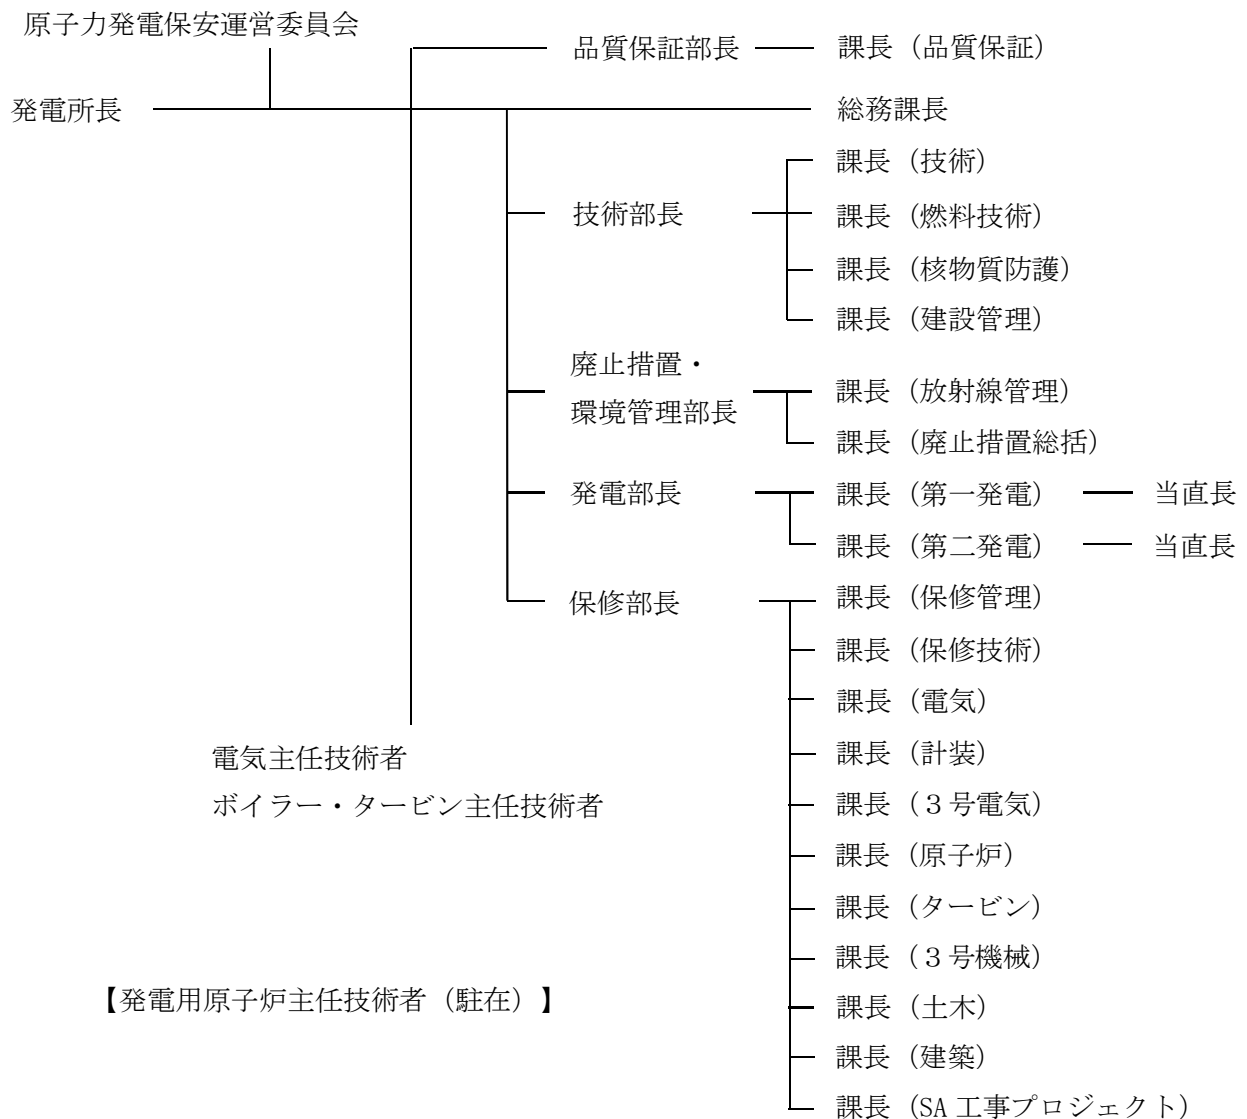 原子力発電保安運営委員会
品質保証部長 課長（品質保証）
発電所長 総務課長
課長（技術）
技術部長 課長（燃料技術）
課長（核物質防護）
課長（建設管理）
廃止措置・
環境管理部長 課長（放射線管理）
課長（廃止措置総括）
発電部長 課長（第一発電） 当直長
課長（第二発電） 当直長
保修部長 課長（保修管理）
課長（保修技術）
課長（電気）
電気主任技術者 課長（計装）
ボイラー・タービン主任技術者 課長（３号電気）
課長（原子炉）
課長（タービン）
課長（３号機械）
【発電用原子炉主任技術者（駐在）】 課長（土木）
課長（建築）
課長（SA 工事プロジェクト）